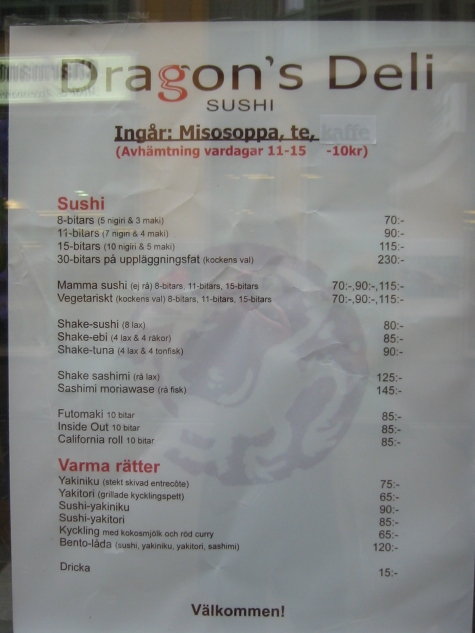 Dragon's Deli
SUSHI
Ingår: Misosoppa, te, kaffe
(Avhämtning vardagar 11-15 -10kr)
Sushi
8-bitars (5 nigiri & 3 maki) 70:-
11-bitars (7 nigiri & 4 maki) 90:-
15-bitars (10 nigiri & 5 maki) 115:-
30-bitars på uppläggningsfat (kockens val) 230:-
Mamma sushi (ej rå) 8-bitars, 11-bitars, 15-bitars 70:-,90:-,115:-
Vegetariskt (kockens val) 8-bitars, 11-bitars, 15-bitars 70:-,90:-,115:-
Shake-sushi (8 lax) 80:-
Shake-ebi (4 lax & 4 räkor) 85:-
Shake-tuna (4 lax & 4 tonfisk) 90:-
Shake sashimi (rå lax) 125:-
Sashimi moriawase (rå fisk) 145:-
Futomaki 10 bitar 85:-
Inside Out 10 bitar 85:-
California roll 10 bitar 85:-
Varma rätter
Yakiniku (stekt skivad entrecôte) 75:-
Yakitori (grillade kycklingspett) 65:-
Sushi-yakiniku 90:-
Sushi-yakitori 85:-
Kyckling med kokosmjölk och röd curry 65:-
Bento-låda (sushi, yakiniku, yakitori, sashimi) 120:-
Dricka 15:-
Välkommen!